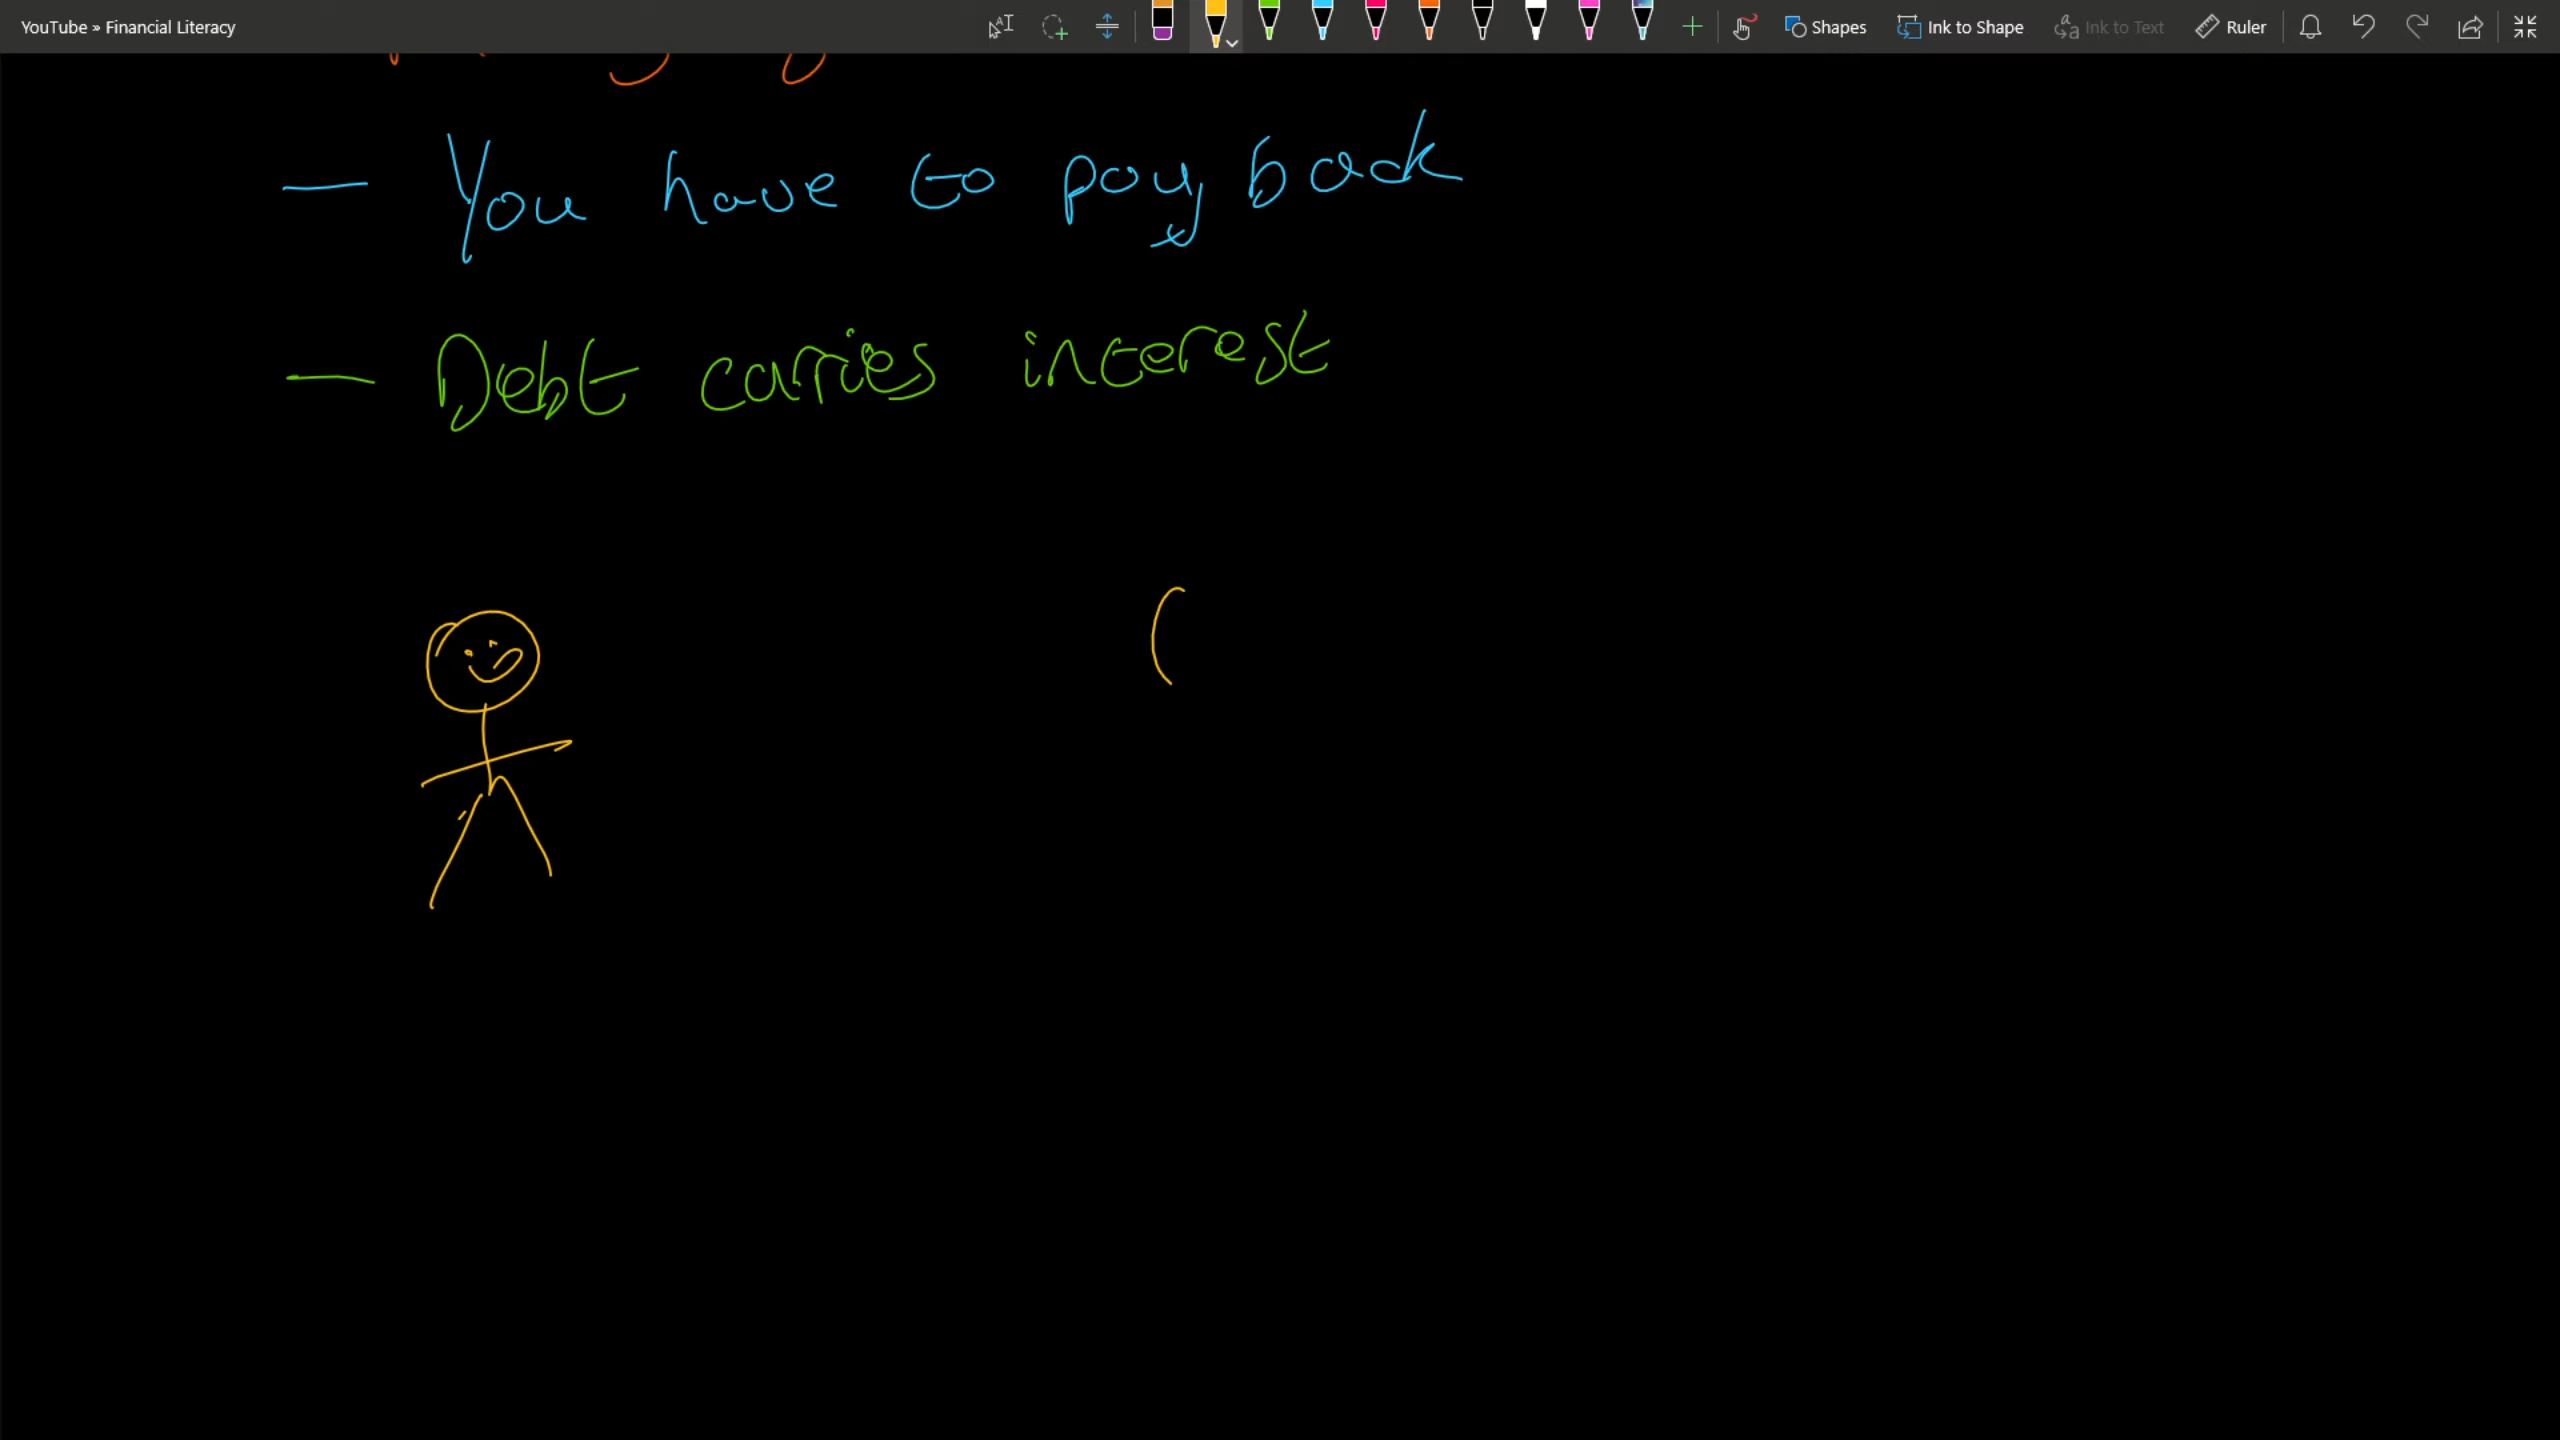 YouTube » Financial Literacy
Shapes
Ink to Shape
Ink to Text
Ruler
— You have to pay back
— Debt carries interest